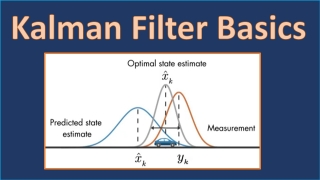 Kalman Filter Basics
Optimal state estimate
x̂ₖ
Predicted state
estimate
Measurement
x̂ₖ
yₖ